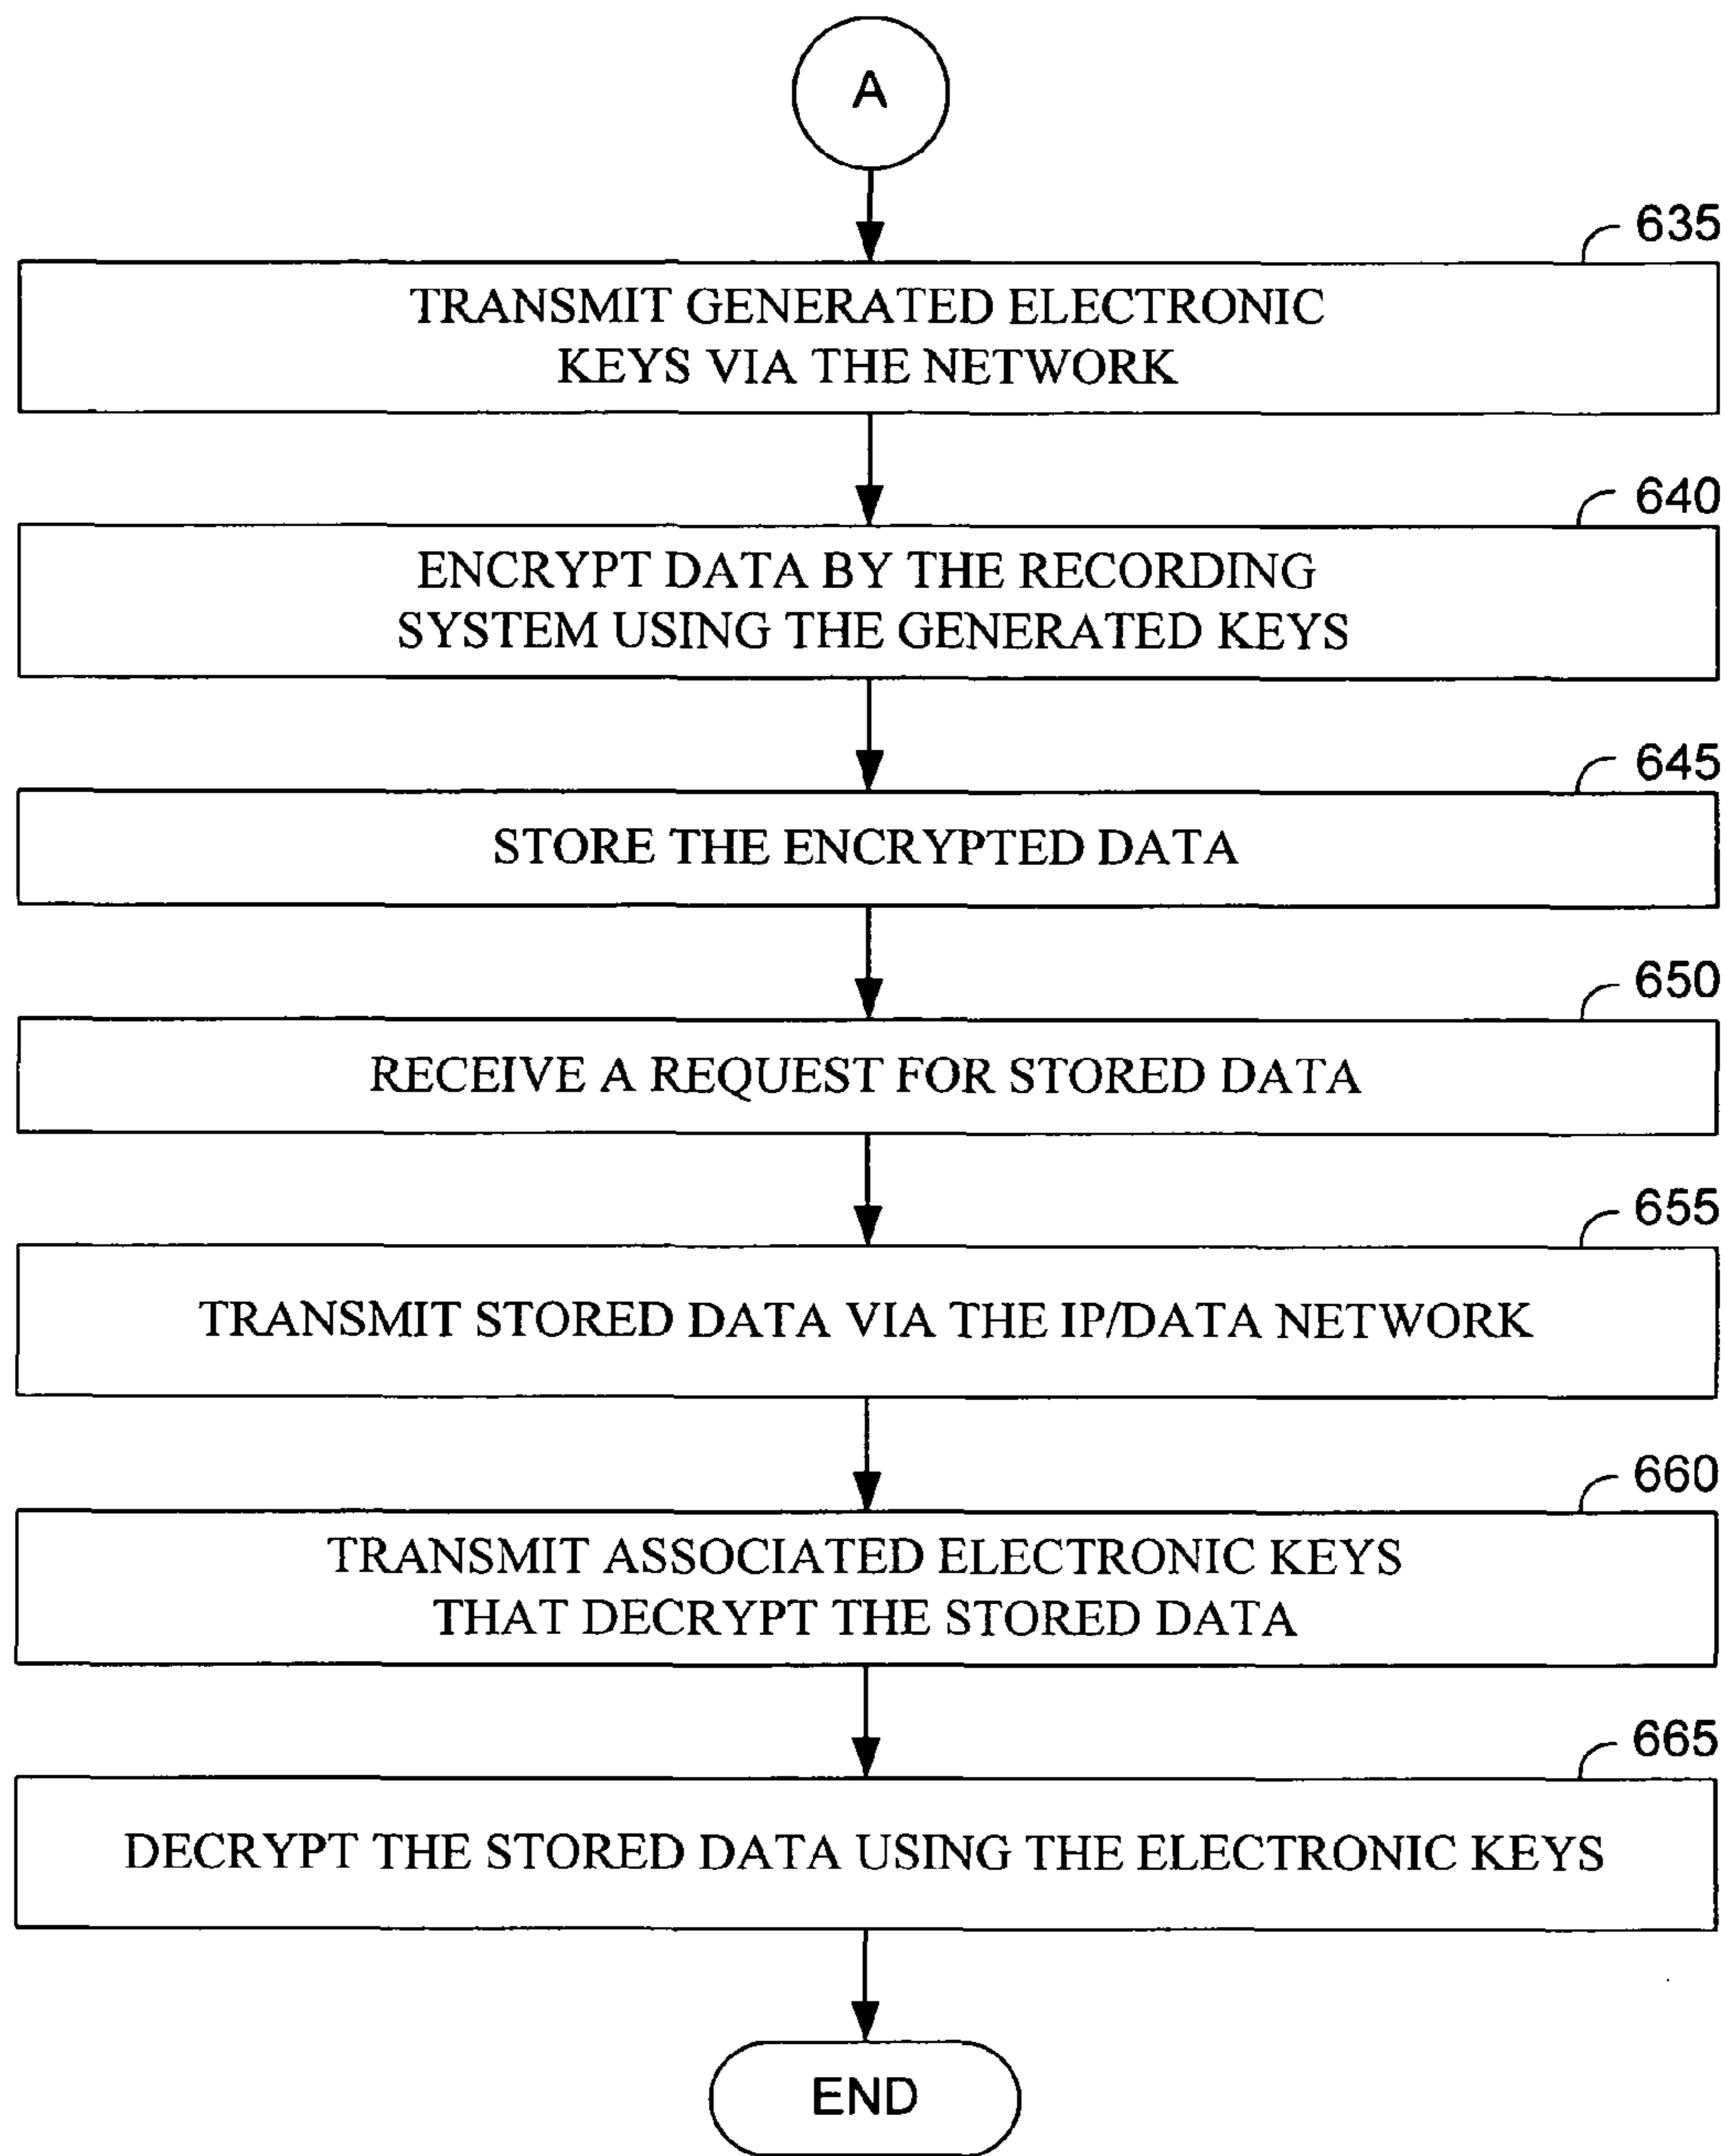 A
635
TRANSMIT GENERATED ELECTRONIC
KEYS VIA THE NETWORK
640
ENCRYPT DATA BY THE RECORDING
SYSTEM USING THE GENERATED KEYS
645
STORE THE ENCRYPTED DATA
650
RECEIVE A REQUEST FOR STORED DATA
655
TRANSMIT STORED DATA VIA THE IP/DATA NETWORK
660
TRANSMIT ASSOCIATED ELECTRONIC KEYS
THAT DECRYPT THE STORED DATA
665
DECRYPT THE STORED DATA USING THE ELECTRONIC KEYS
END